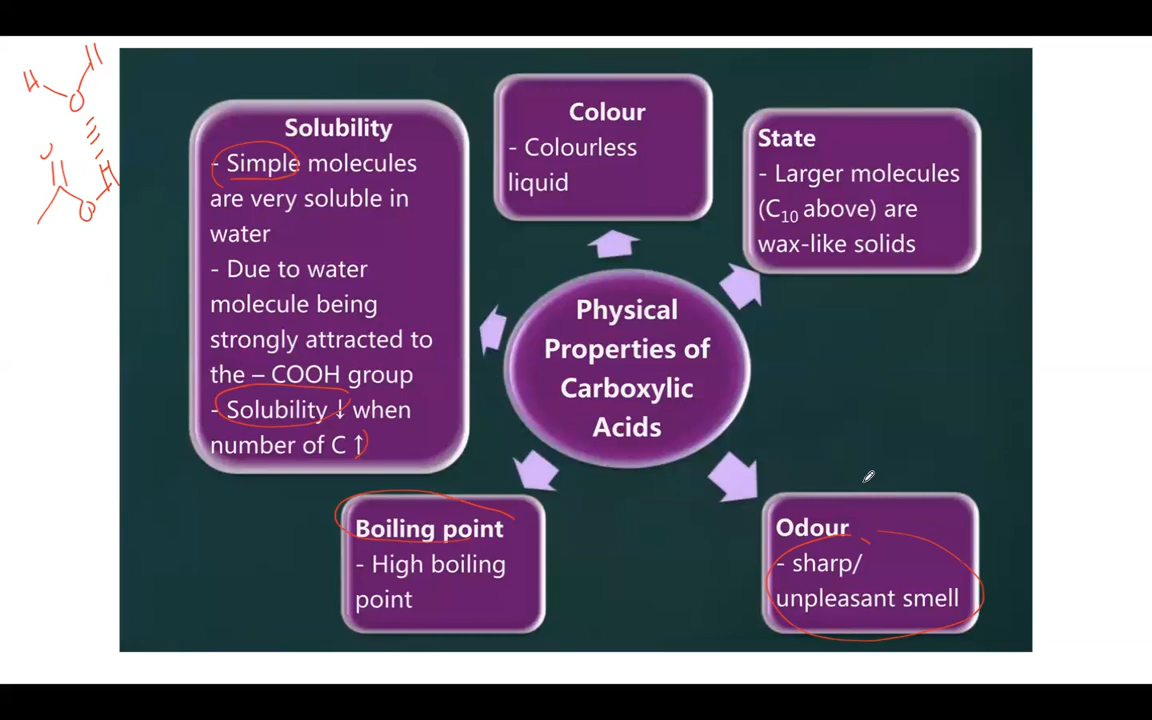 H
H
O
O
H
O
Solubility
- Simple molecules
are very soluble in
water
- Due to water
molecule being
strongly attracted to
the – COOH group
- Solubility ↓ when
number of C ↑
Colour
- Colourless
liquid
State
- Larger molecules
(C₁₀ above) are
wax-like solids
Physical
Properties of
Carboxylic
Acids
Boiling point
- High boiling
point
Odour
- sharp/
unpleasant smell